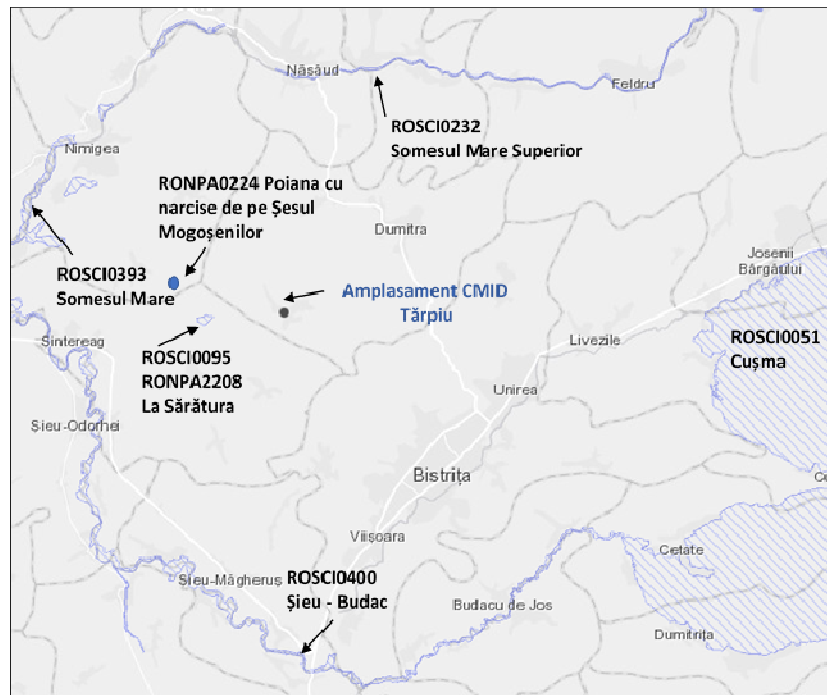 Năsăud
Feldru
ROSCI0232
Somesul Mare Superior
Nimigea
RONPA0224 Poiana cu
narcise de pe Șesul
Mogoșenilor
Dumitra
Josenii
Bârgăului
ROSCI0393
Somesul Mare
Amplasament CMID
Tărpiu
Sintereag
Livezile
ROSCI0051
Cușma
ROSCI0095
RONPA2208
La Sărătura
Unirea
Șieu-Odorhei
Bistrița
Viișoara
Cetate
Șieu-Măgheruș
ROSCI0400
Șieu - Budac
Budacu de Jos
Dumitrița